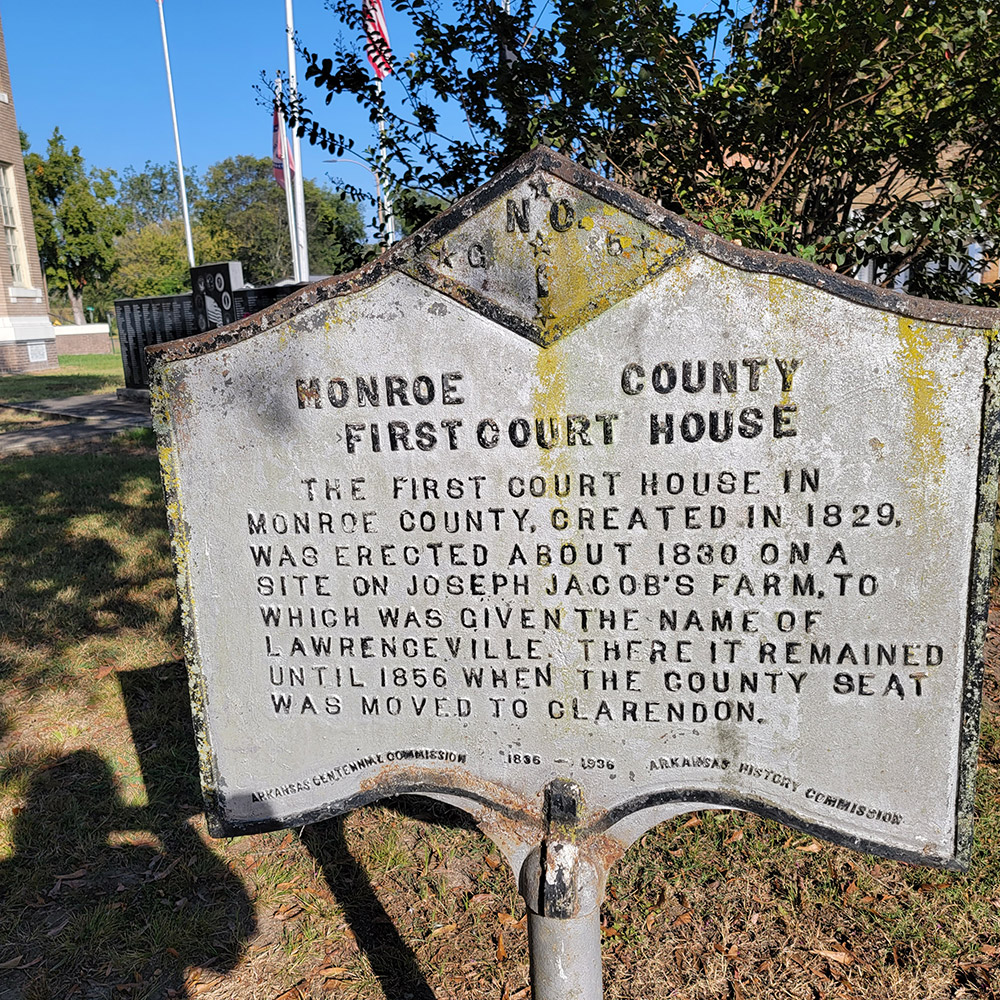 NO.
G 5
L
MONROE COUNTY
FIRST COURT HOUSE
THE FIRST COURT HOUSE IN
MONROE COUNTY, CREATED IN 1829,
WAS ERECTED ABOUT 1830 ON A
SITE ON JOSEPH JACOB'S FARM, TO
WHICH WAS GIVEN THE NAME OF
LAWRENCEVILLE. THERE IT REMAINED
UNTIL 1856 WHEN THE COUNTY SEAT
WAS MOVED TO CLARENDON.
ARKANSAS CENTENNIAL COMMISSION 1836 — 1936 ARKANSAS HISTORY COMMISSION